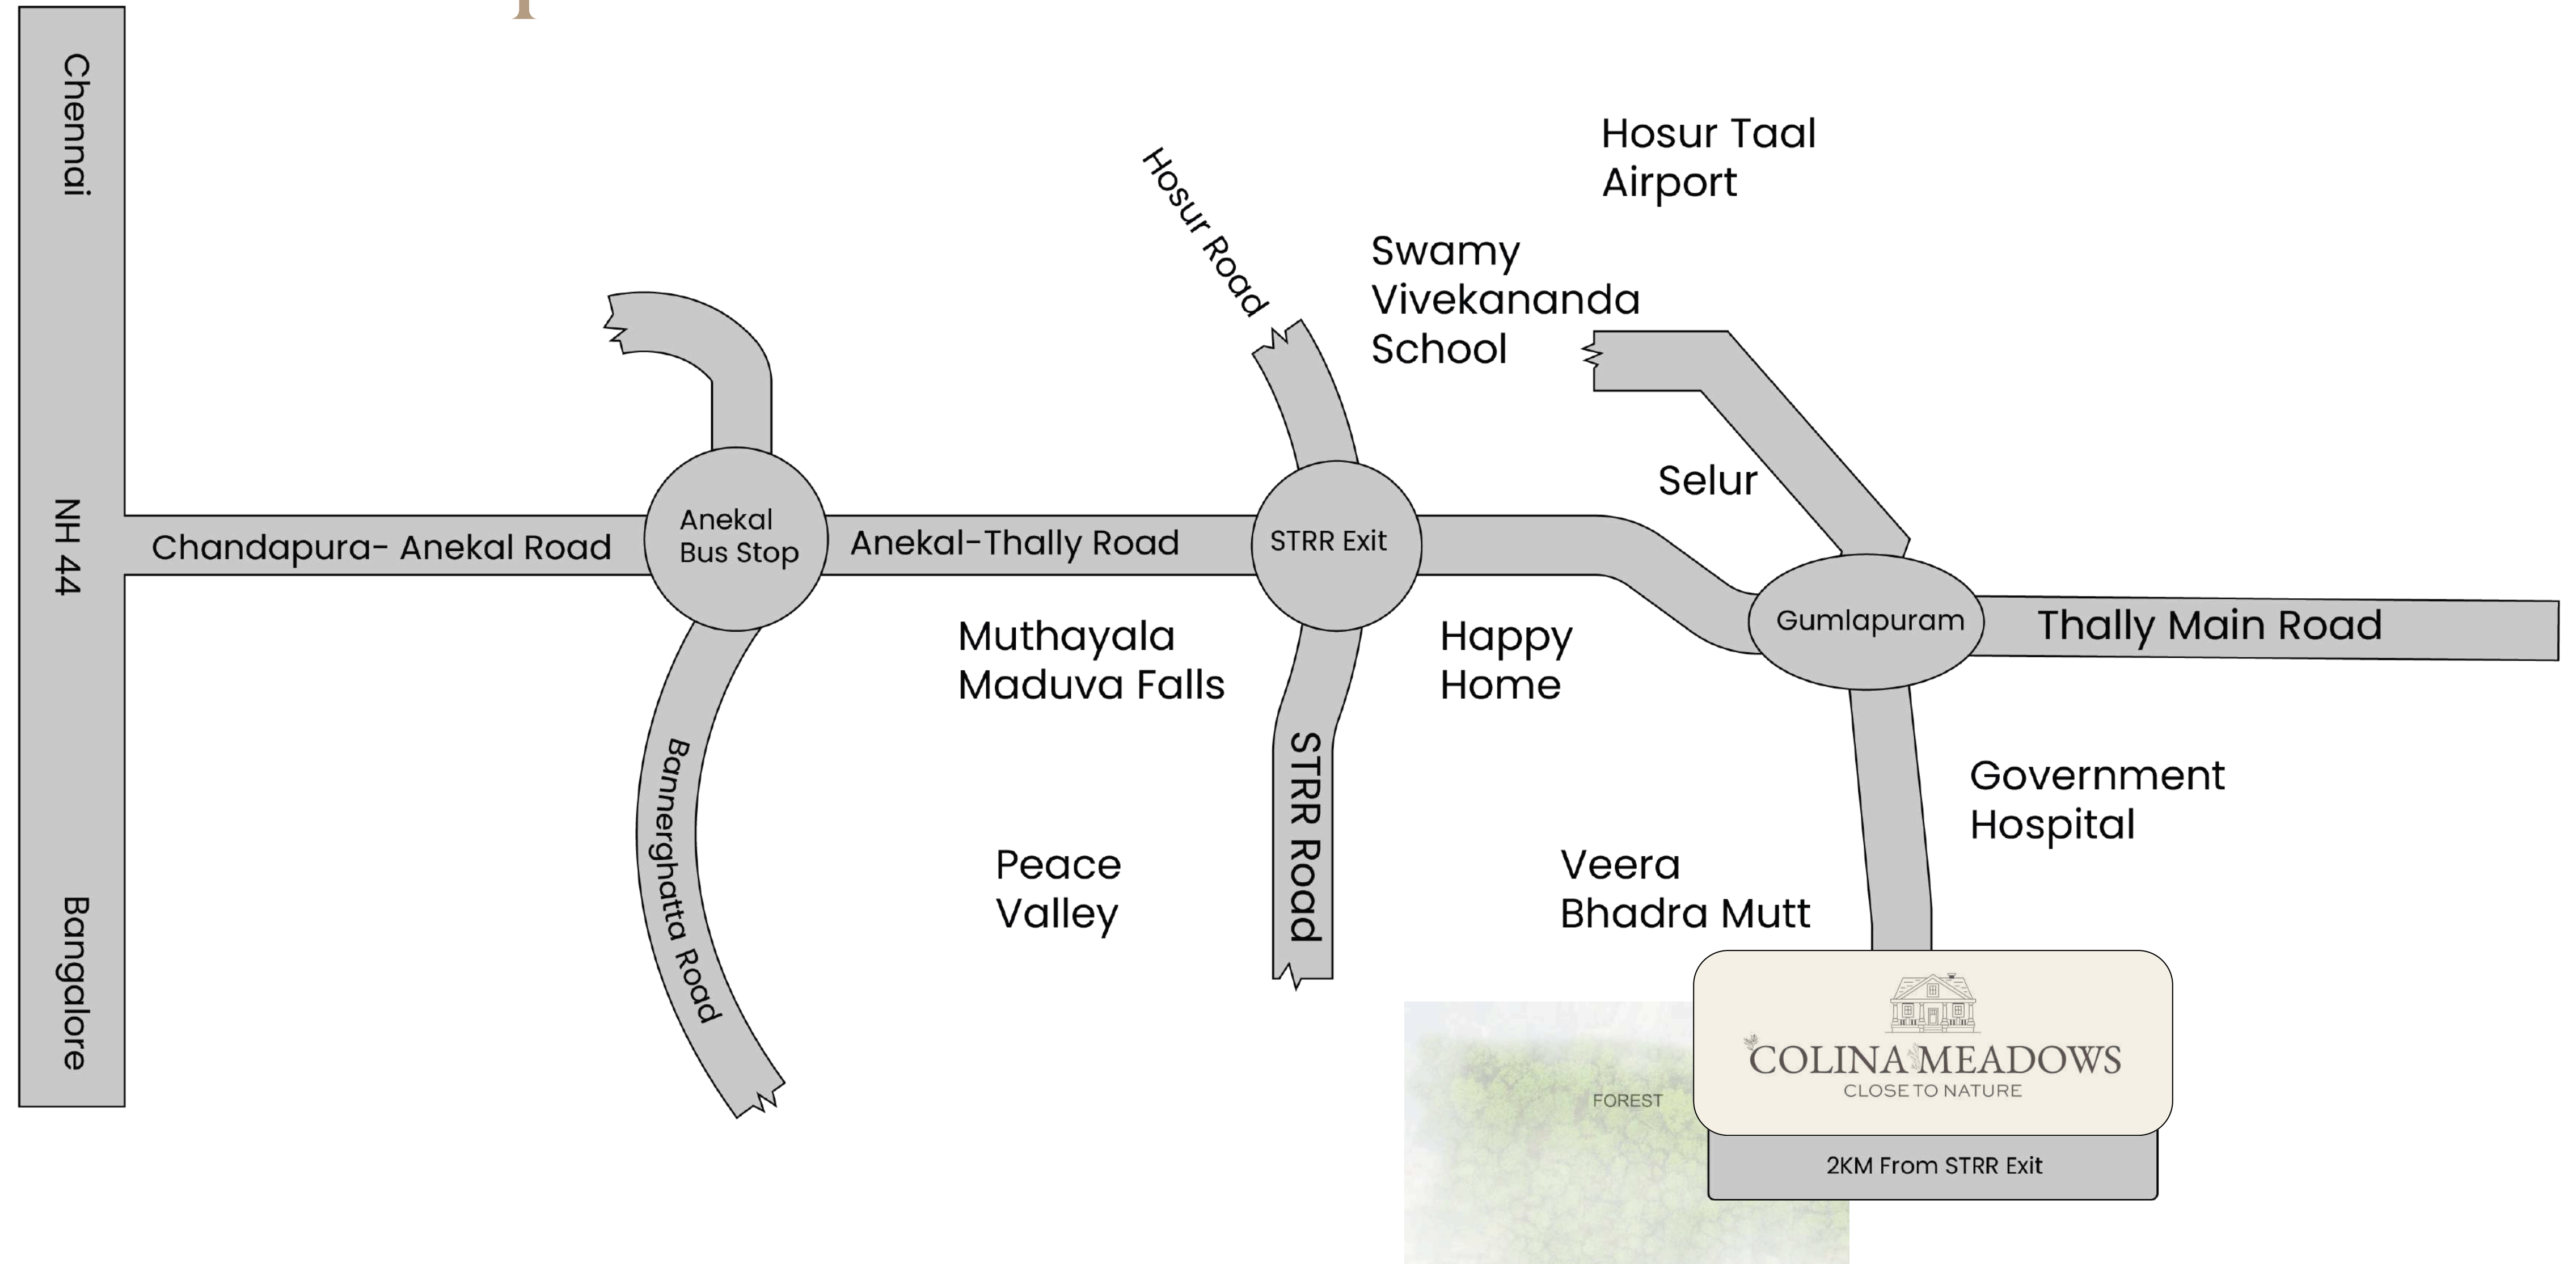 Chennai
NH 44
Bangalore
Chandapura- Anekal Road
Anekal
Bus Stop
Bannerghatta Road
Anekal-Thally Road
Muthayala
Maduva Falls
Peace
Valley
Hosur Road
STRR Exit
STRR Road
Hosur Taal
Airport
Swamy
Vivekananda
School
Selur
Happy
Home
Gumlapuram
Thally Main Road
Government
Hospital
Veera
Bhadra Mutt
FOREST
COLINA MEADOWS
CLOSE TO NATURE
2KM From STRR Exit